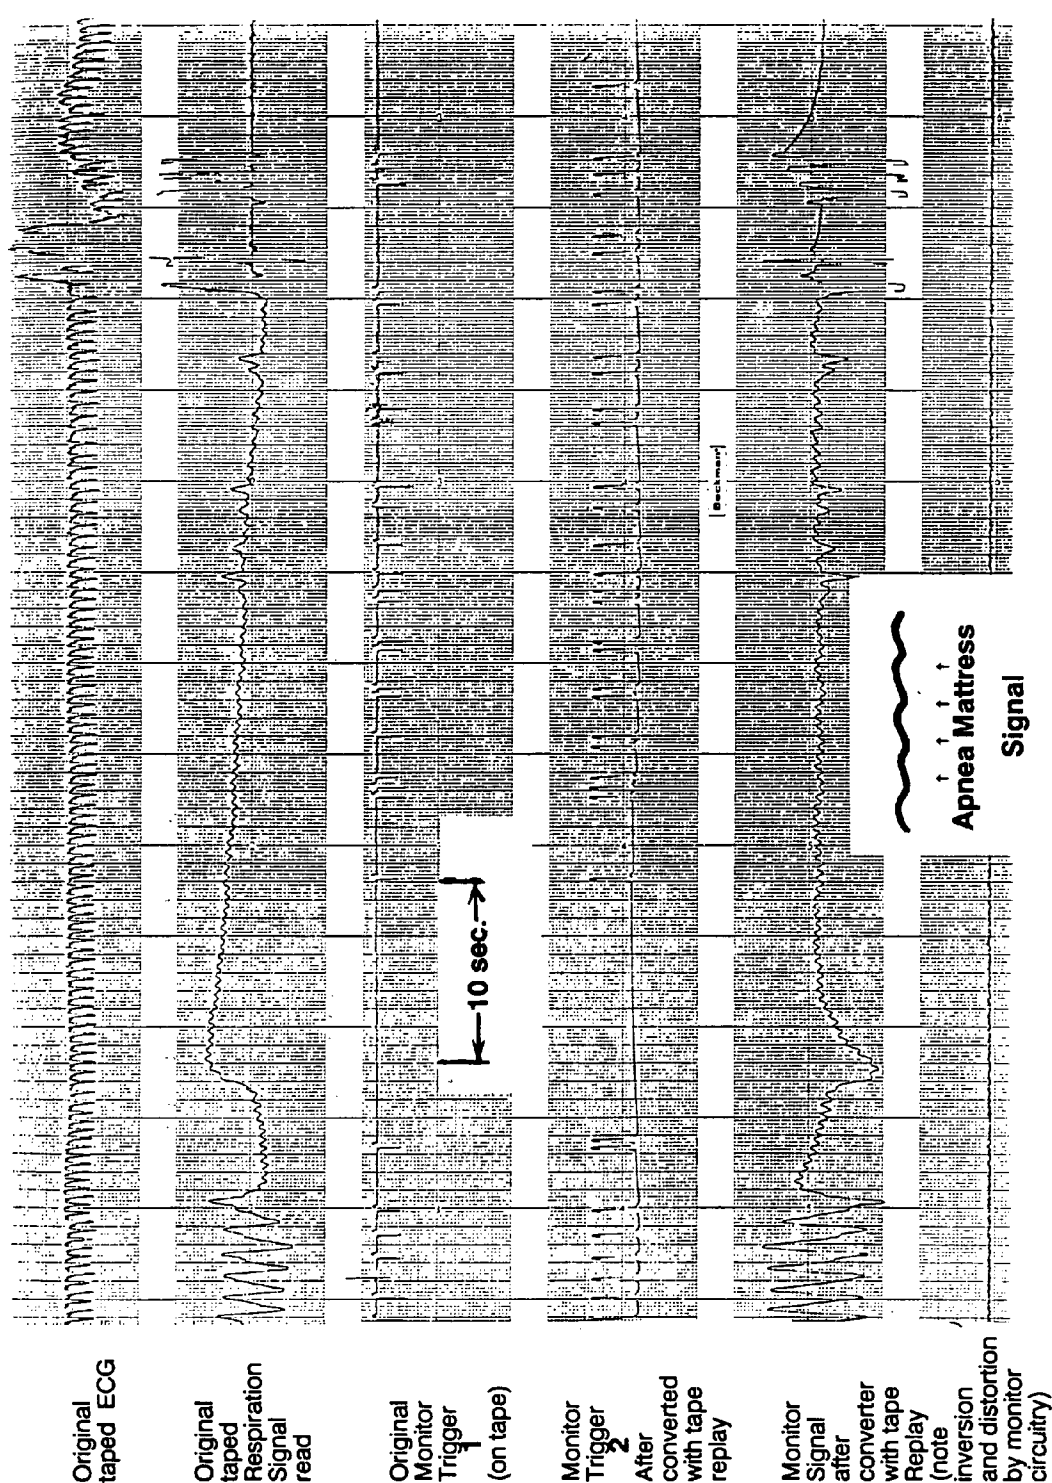 Original
taped ECG
Original
taped
Respiration
Signal
read
Original
Monitor
Trigger
1
(on tape)
Monitor
Trigger
2
After
converted
with tape
replay
Monitor
Signal
after
converter
with tape
Replay
(note
inversion
and distortion
by monitor
circuitry)
10 sec.
Beckman
Apnea Mattress
Signal